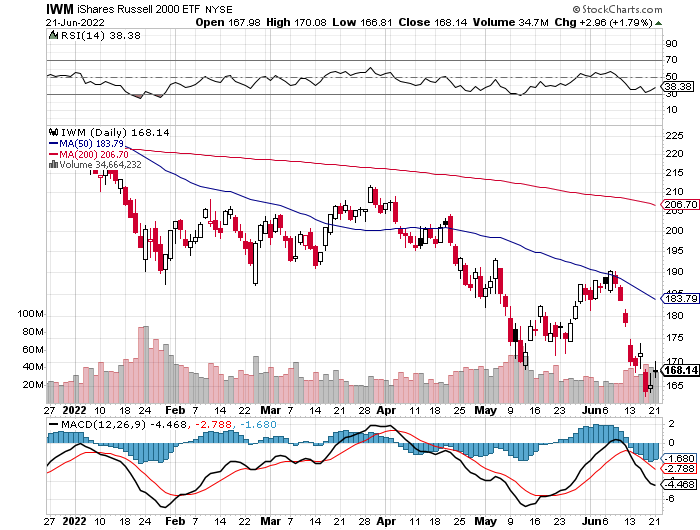 IWM iShares Russell 2000 ETF NYSE © StockCharts.com
21-Jun-2022 Open 167.98 High 170.08 Low 166.81 Close 168.14 Volume 34.7M Chg +2.96 (+1.79%)
RSI(14) 38.38
90
70
50
38.38
30
10
IWM (Daily) 168.14
MA(50) 183.79
MA(200) 206.70
Volume 34,664,232
215
210
206.70
205
200
195
190
185
183.79
180
175
170
168.14
165
100M
80M
60M
40M
20M
27 2022 10 18 24 Feb 7 14 22 Mar 7 14 21 Apr 11 18 25 May 9 16 23 Jun 13 21
MACD(12,26,9) -4.468, -2.788, -1.680
2
0
-1.680
-2.788
-4.468
-6
27 2022 10 18 24 Feb 7 14 22 Mar 7 14 21 Apr 11 18 25 May 9 16 23 Jun 13 21